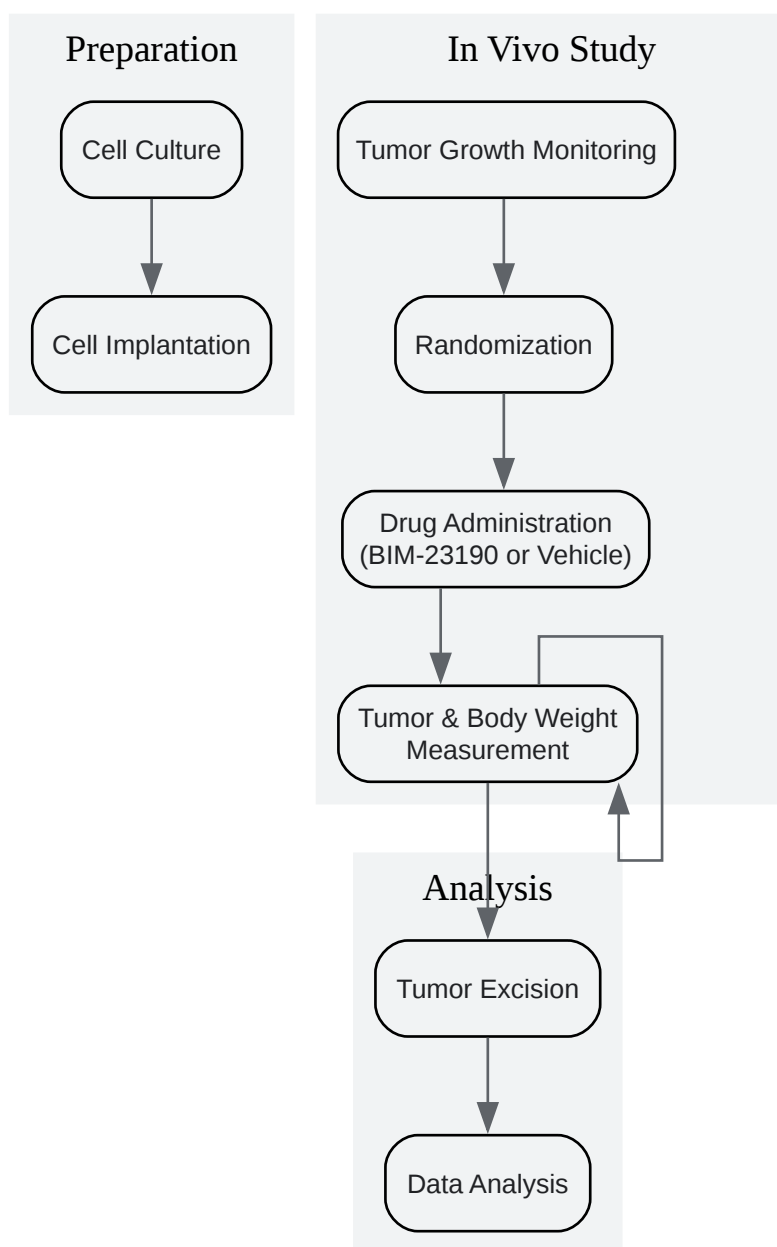 Preparation
Cell Culture
Cell Implantation
In Vivo Study
Tumor Growth Monitoring
Randomization
Drug Administration
(BIM-23190 or Vehicle)
Tumor & Body Weight
Measurement
Analysis
Tumor Excision
Data Analysis